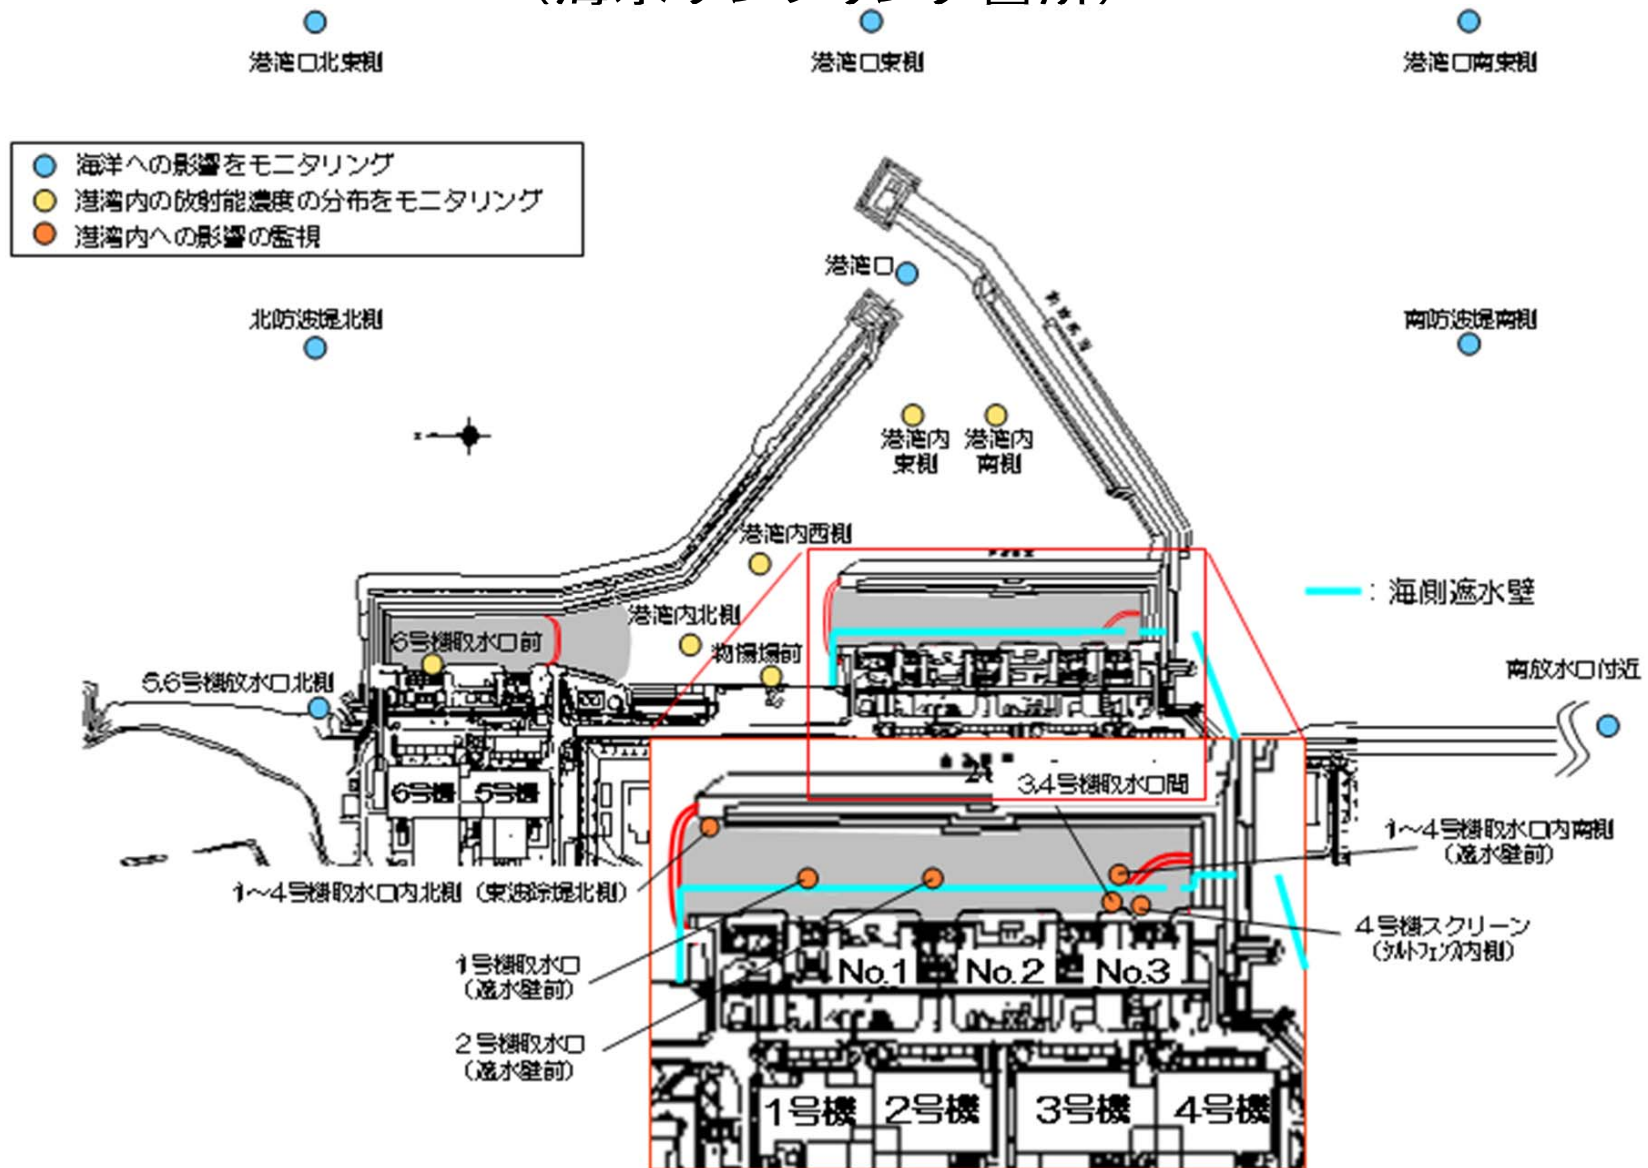 港湾口北東側
港湾口東側
港湾口南東側
海洋への影響をモニタリング
港湾内の放射能濃度の分布をモニタリング
港湾内への影響の監視
港湾口
北防波堤北側
南防波堤南側
港湾内
東側
港湾内
南側
港湾内西側
: 海側遮水壁
港湾内北側
6号機取水口前
物揚場前
5,6号機放水口北側
南放水口付近
6号機
5号機
3,4号機取水口間
1〜4号機取水口内南側
(遮水壁前)
1〜4号機取水口内北側(東波除堤北側)
4号機スクリーン
1号機取水口
(遮水壁前)
No.1
No.2
No.3
2号機取水口
(遮水壁前)
1号機
2号機
3号機
4号機